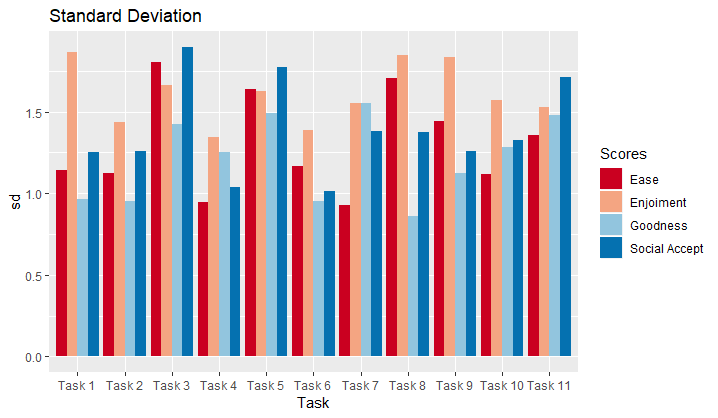 Standard Deviation
sd
1.5
1.0
0.5
0.0
Task 1 Task 2 Task 3 Task 4 Task 5 Task 6 Task 7 Task 8 Task 9 Task 10 Task 11
Task
Scores
Ease
Enjoiment
Goodness
Social Accept